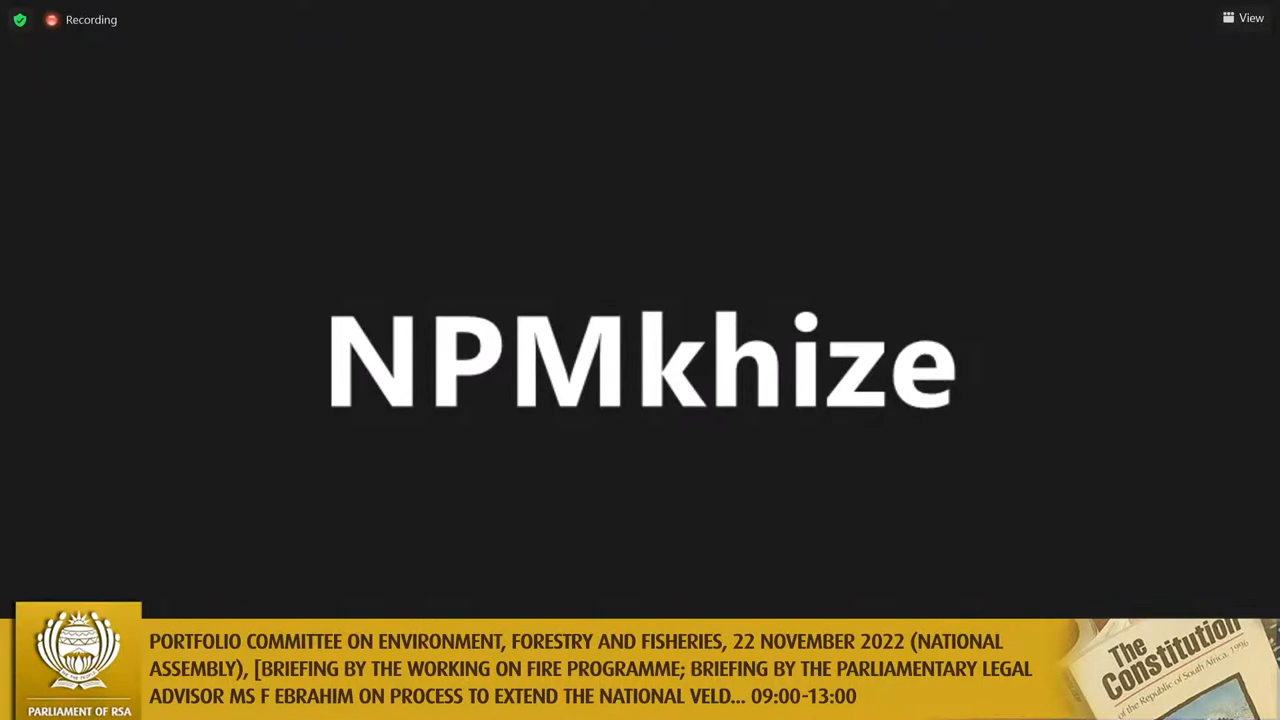 Recording
View
NPMkhize
PORTFOLIO COMMITTEE ON ENVIRONMENT, FORESTRY AND FISHERIES, 22 NOVEMBER 2022 (NATIONAL
ASSEMBLY), [BRIEFING BY THE WORKING ON FIRE PROGRAMME; BRIEFING BY THE PARLIAMENTARY LEGAL
ADVISOR MS F EBRAHIM ON PROCESS TO EXTEND THE NATIONAL VELD... 09:00-13:00
PARLIAMENT OF RSA
The
Constitution
of the Republic of South Africa, 1996